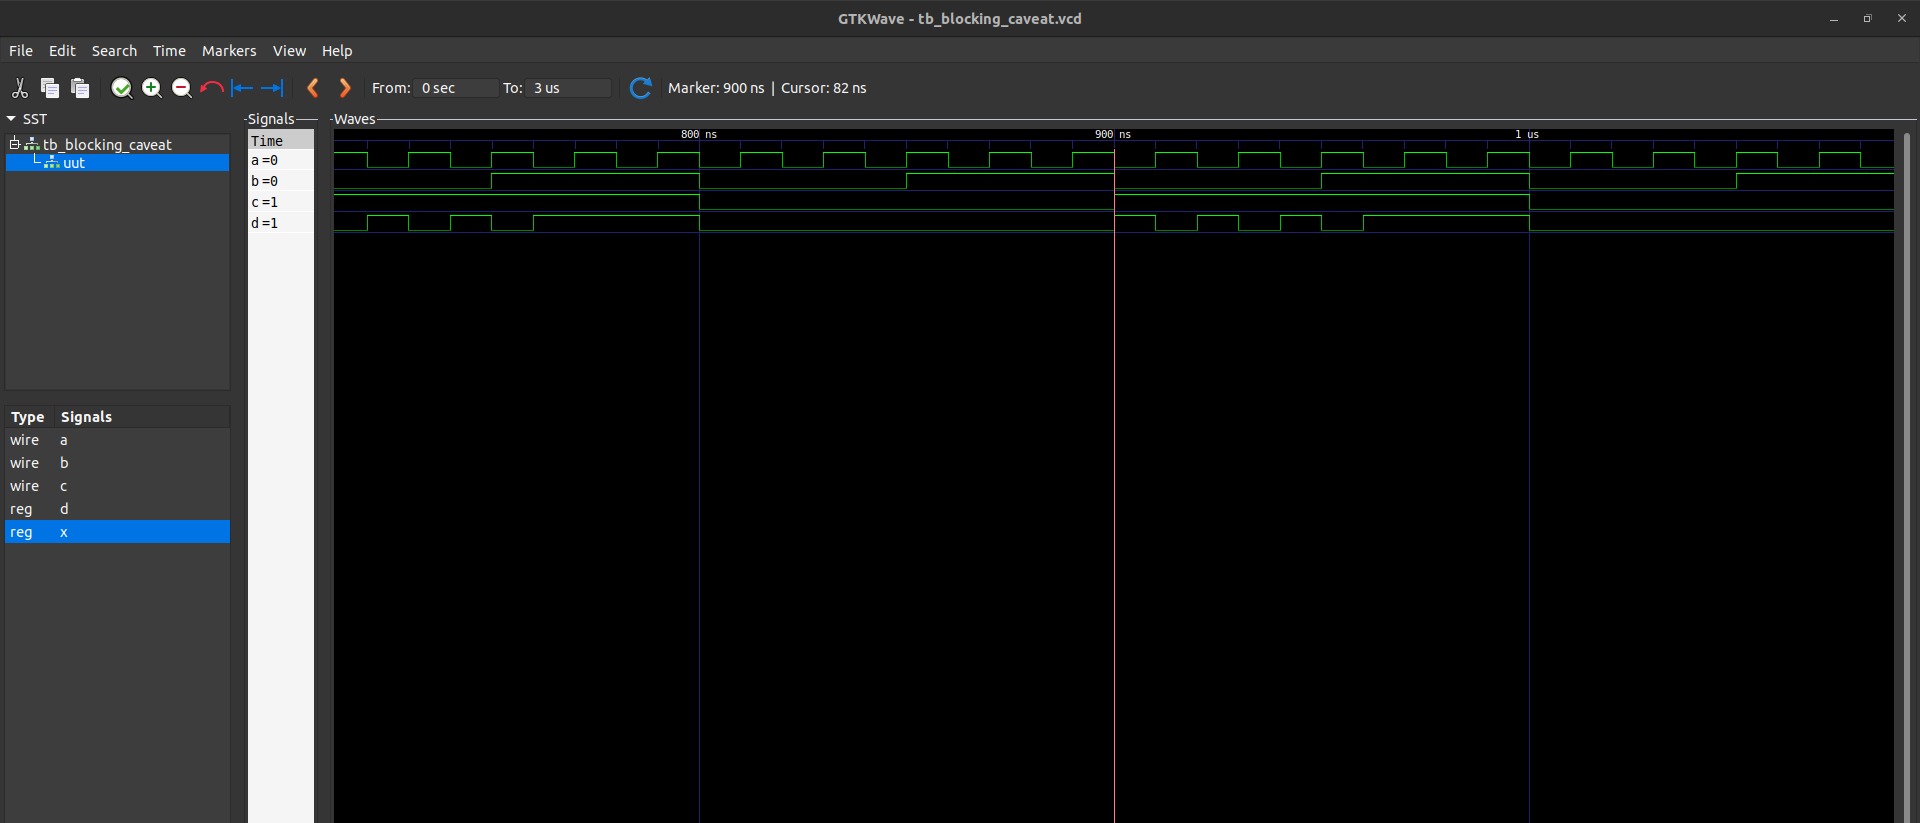 GTKWave - tb_blocking_caveat.vcd
File Edit Search Time Markers View Help
From: 0 sec To: 3 us Marker: 900 ns | Cursor: 82 ns
SST
tb_blocking_caveat
uut
Type Signals
wire a
wire b
wire c
reg d
reg x
Signals
Time
a =0
b =0
c =1
d =1
Waves
800 ns 900 ns 1 us